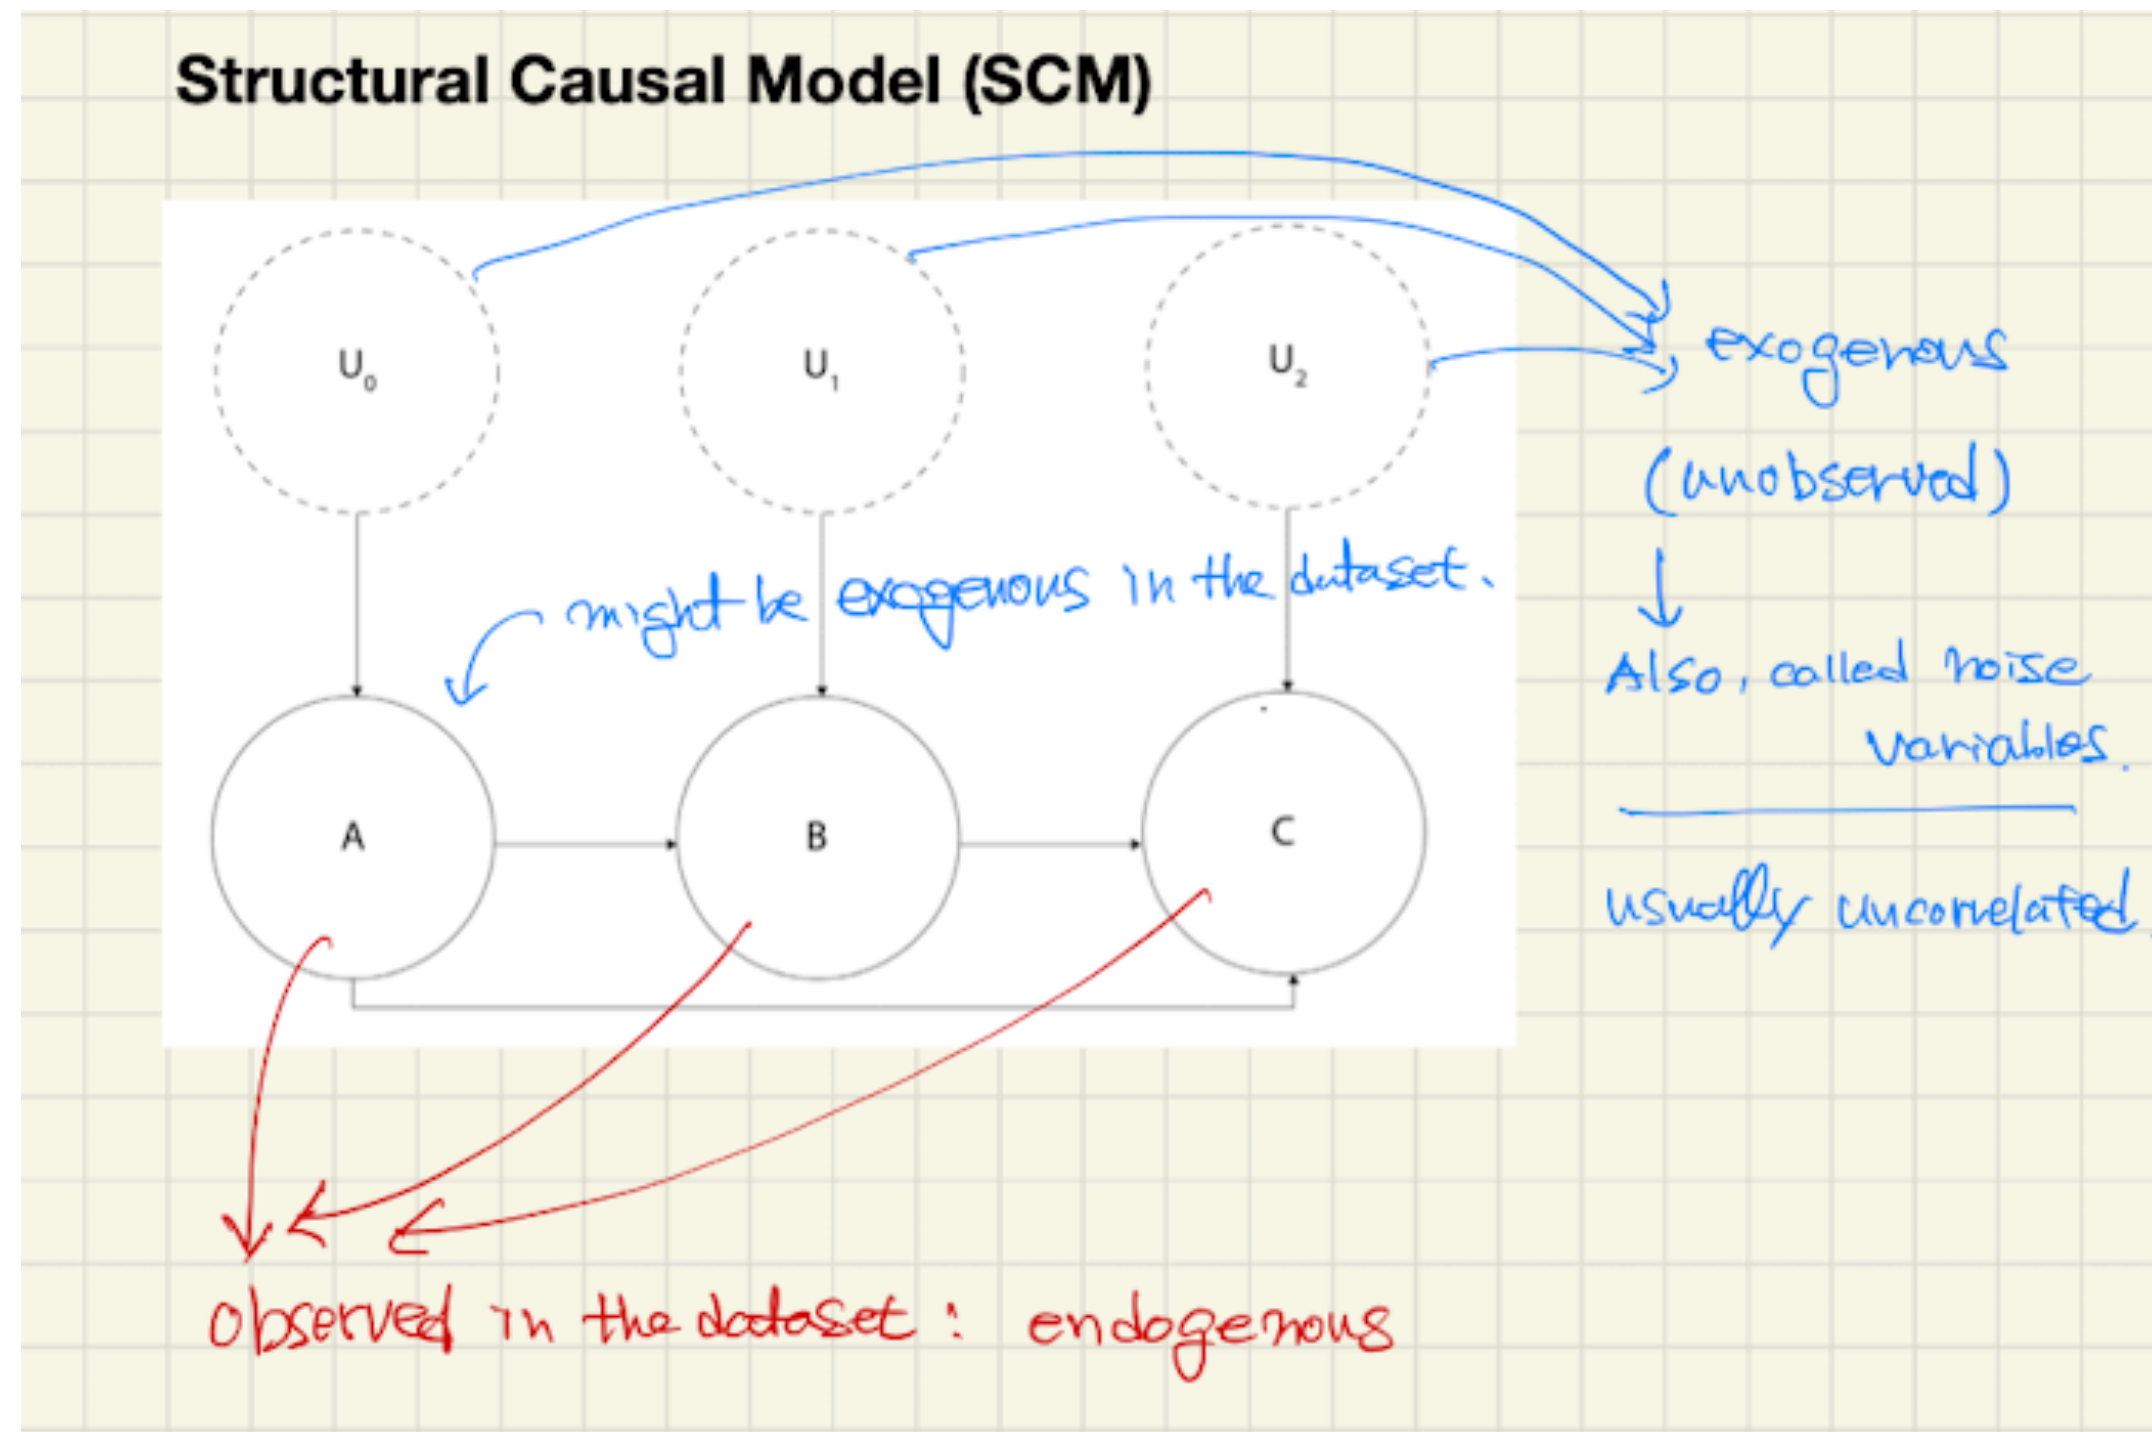 Structural Causal Model (SCM)
U0
U1
U2
exogenous
(unobserved)
might be exogenous in the dataset.
Also, called noise
variables.
A
B
C
usually uncorrelated.
observed in the dataset: endogenous